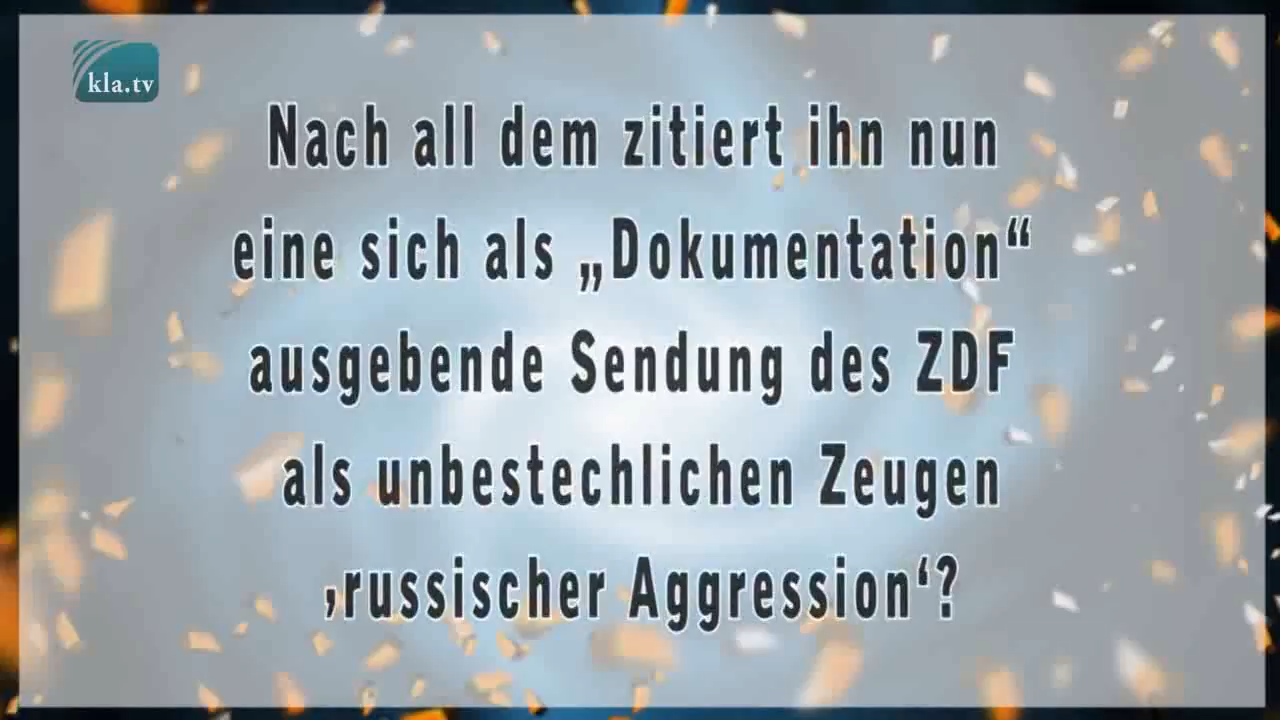 kla.tv
Nach all dem zitiert ihn nun
eine sich als „Dokumentation“
ausgebende Sendung des ZDF
als unbestechlichen Zeugen
‚russischer Aggression‘?